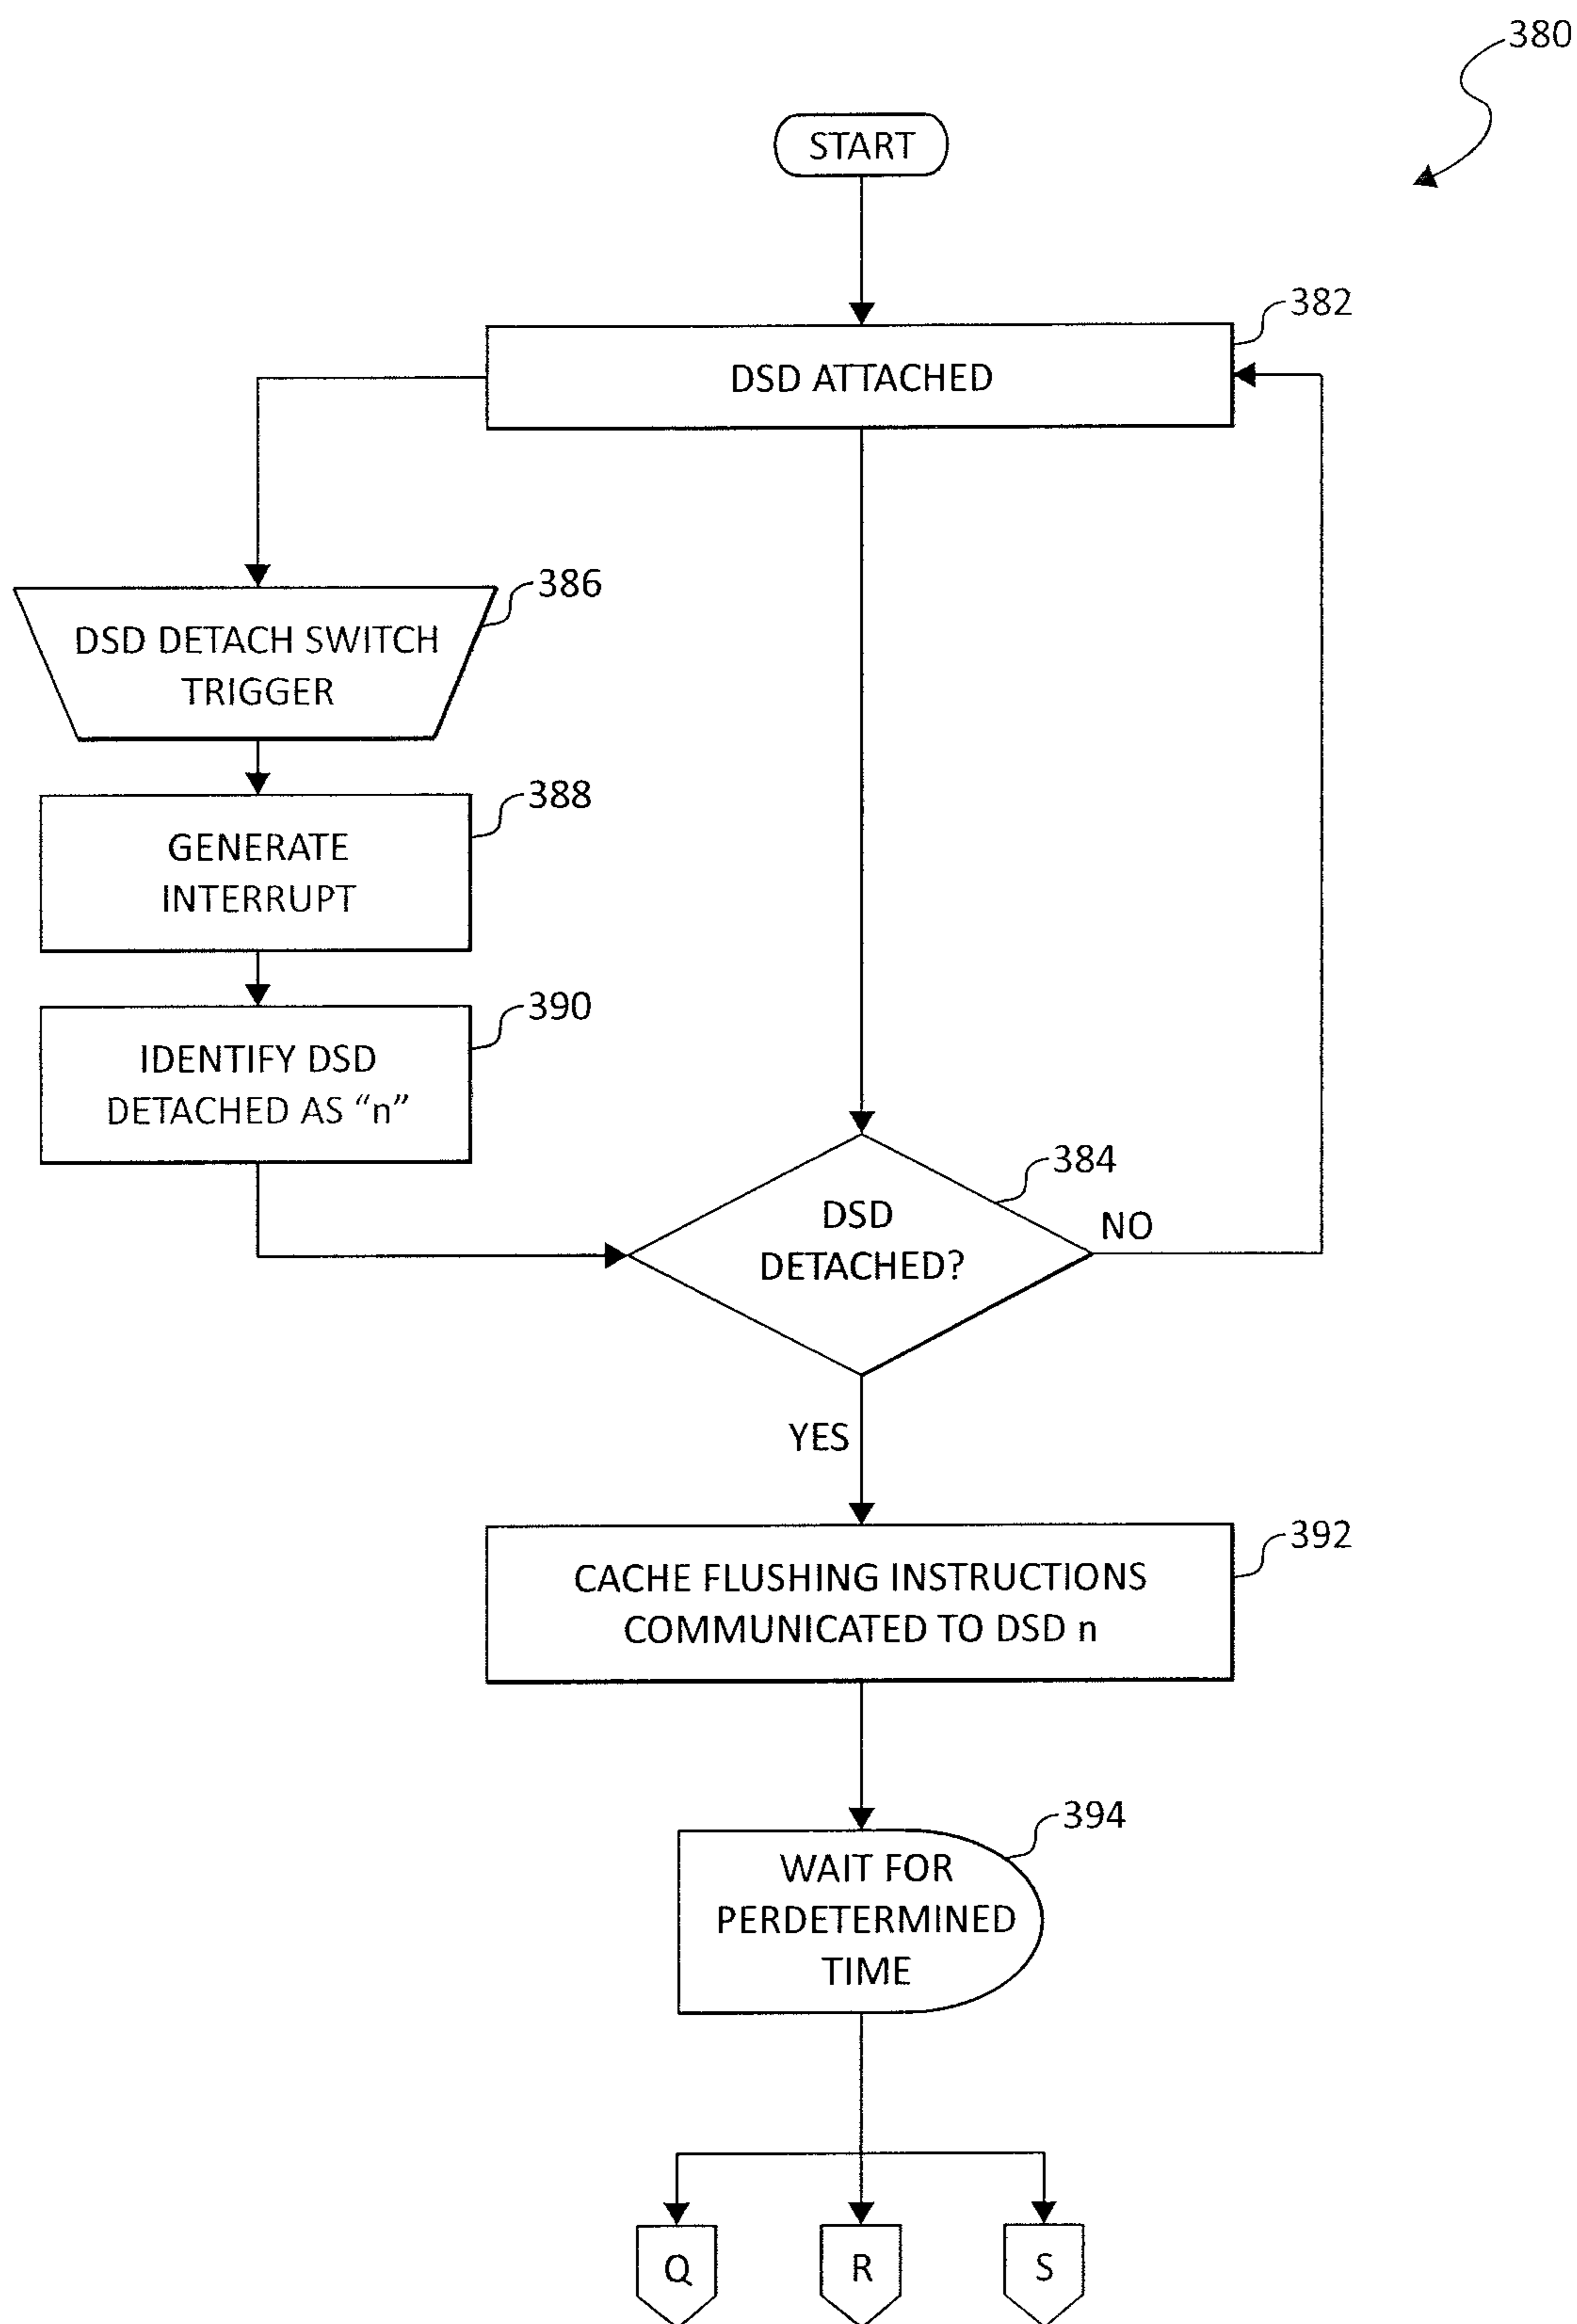 380
START
382
DSD ATTACHED
386
DSD DETACH SWITCH
TRIGGER
388
GENERATE
INTERRUPT
390
IDENTIFY DSD
DETACHED AS “n”
384
DSD
DETACHED?
NO
YES
392
CACHE FLUSHING INSTRUCTIONS
COMMUNICATED TO DSD n
394
WAIT FOR
PERDETERMINED
TIME
Q
R
S